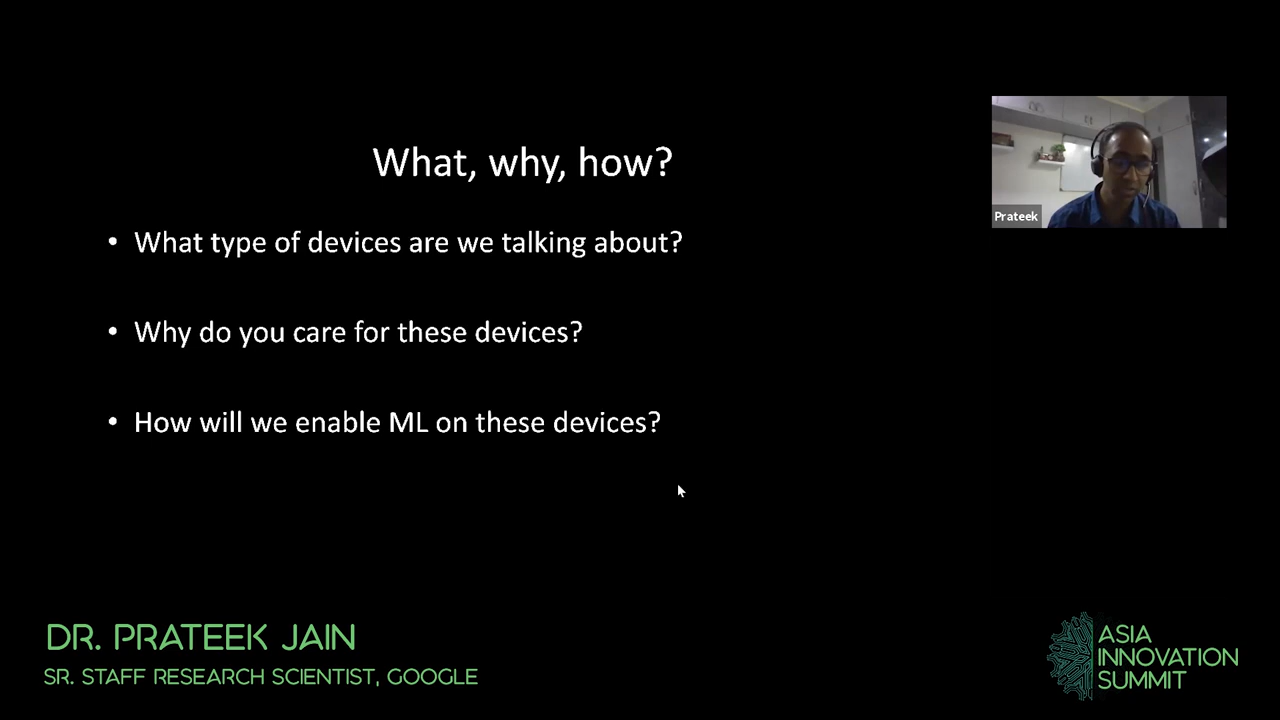 What, why, how?
• What type of devices are we talking about?
• Why do you care for these devices?
• How will we enable ML on these devices?
Prateek
DR. PRATEEK JAIN
SR. STAFF RESEARCH SCIENTIST, GOOGLE
ASIA
INNOVATION
SUMMIT